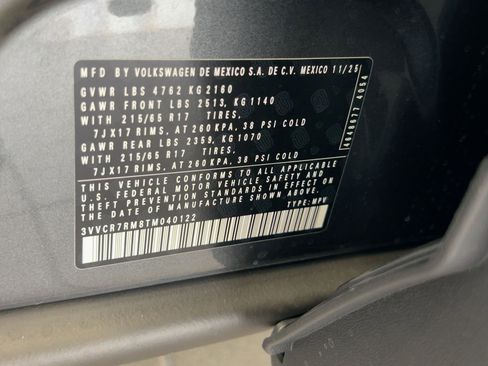 MFD BY VOLKSWAGEN DE MEXICO S.A. DE C.V. MEXICO 11/25
GVWR LBS 4762 KG 2160
GAWR FRONT LBS 2513, KG 1140
WITH 215/65 R17 TIRES,
7JX17 RIMS, AT 260 KPA, 38 PSI COLD
GAWR REAR LBS 2359, KG 1070
WITH 215/65 R17 TIRES,
7JX17 RIMS, AT 260 KPA, 38 PSI COLD
THIS VEHICLE CONFORMS TO ALL APPLICABLE
U.S. FEDERAL MOTOR VEHICLE SAFETY AND
THEFT PREVENTION STANDARDS IN EFFECT ON
THE DATE OF MANUFACTURE SHOWN ABOVE.
3VVCR7RM8TM040122
TYPE: MPV
4648677 4054